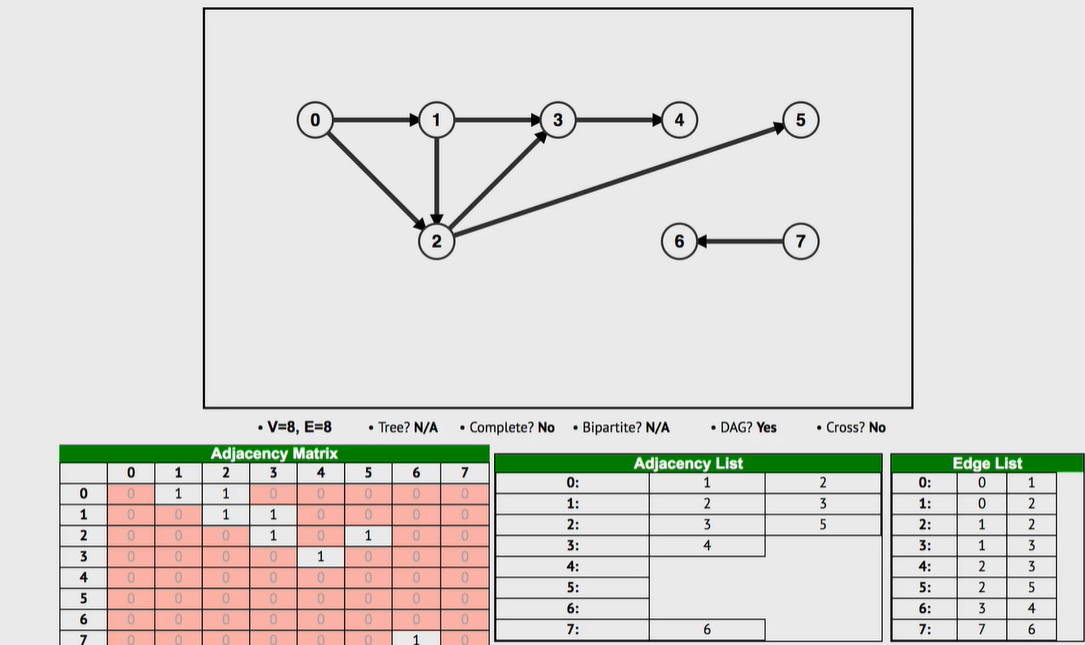 0 1 3 4 5
2 6 7
• V=8, E=8 • Tree? N/A • Complete? No • Bipartite? N/A • DAG? Yes • Cross? No
Adjacency Matrix
0 1 2 3 4 5 6 7
0 0 1 1 0 0 0 0 0
1 0 0 1 1 0 0 0 0
2 0 0 0 1 0 1 0 0
3 0 0 0 0 1 0 0 0
4 0 0 0 0 0 0 0 0
5 0 0 0 0 0 0 0 0
6 0 0 0 0 0 0 0 0
7 0 0 0 0 0 0 1 0
Adjacency List
0: 1 2
1: 2 3
2: 3 5
3: 4
4:
5:
6:
7: 6
Edge List
0: 0 1
1: 0 2
2: 1 2
3: 1 3
4: 2 3
5: 2 5
6: 3 4
7: 7 6